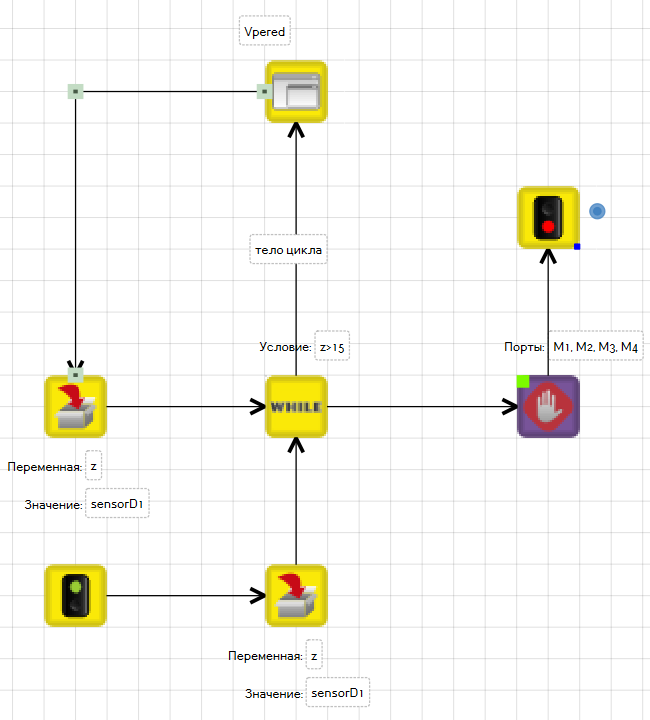 Vpered
тело цикла
Условие: z>15
Порты: M1, M2, M3, M4
WHILE
Переменная: z
Значение: sensorD1
Переменная: z
Значение: sensorD1